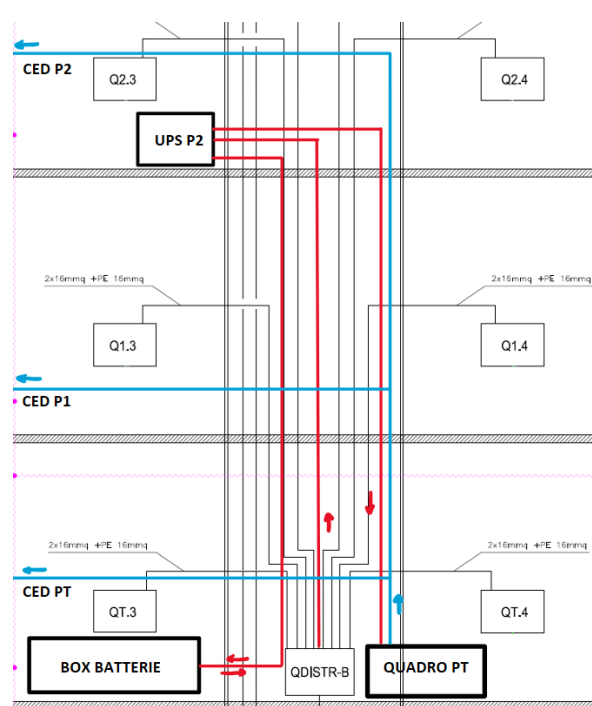 CED P2
Q2.3
Q2.4
UPS P2
2x16mmq +PE 16mmq
2x16mmq +PE 16mmq
Q1.3
Q1.4
CED P1
2x16mmq +PE 16mmq
2x16mmq +PE 16mmq
CED PT
QT.3
QT.4
BOX BATTERIE
QDISTR-B
QUADRO PT